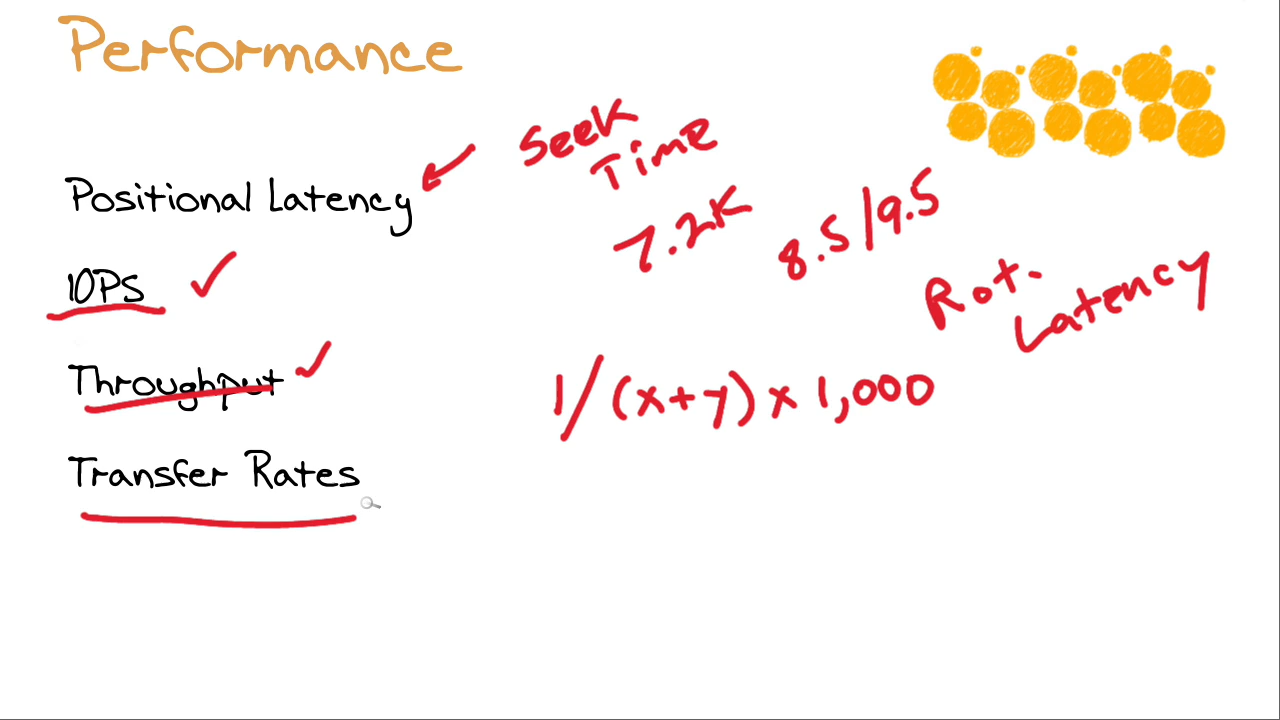 Performance
Seek
Time
Positional Latency
7.2K
8.5/9.5
Rot.
Latency
IOPS
Throughput
1/(x+y) x 1,000
Transfer Rates